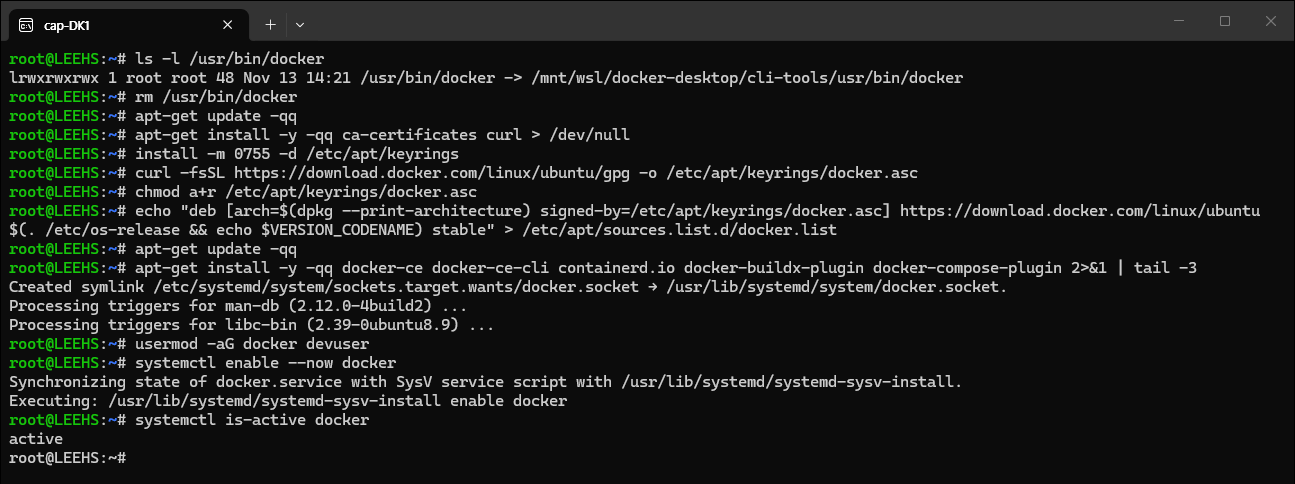 cap-DK1
root@LEEHS:~# ls -l /usr/bin/docker
lrwxrwxrwx 1 root root 48 Nov 13 14:21 /usr/bin/docker -> /mnt/wsl/docker-desktop/cli-tools/usr/bin/docker
root@LEEHS:~# rm /usr/bin/docker
root@LEEHS:~# apt-get update -qq
root@LEEHS:~# apt-get install -y -qq ca-certificates curl > /dev/null
root@LEEHS:~# install -m 0755 -d /etc/apt/keyrings
root@LEEHS:~# curl -fsSL https://download.docker.com/linux/ubuntu/gpg -o /etc/apt/keyrings/docker.asc
root@LEEHS:~# chmod a+r /etc/apt/keyrings/docker.asc
root@LEEHS:~# echo "deb [arch=$(dpkg --print-architecture) signed-by=/etc/apt/keyrings/docker.asc] https://download.docker.com/linux/ubuntu
$(. /etc/os-release && echo $VERSION_CODENAME) stable" > /etc/apt/sources.list.d/docker.list
root@LEEHS:~# apt-get update -qq
root@LEEHS:~# apt-get install -y -qq docker-ce docker-ce-cli containerd.io docker-buildx-plugin docker-compose-plugin 2>&1 | tail -3
Created symlink /etc/systemd/system/sockets.target.wants/docker.socket → /usr/lib/systemd/system/docker.socket.
Processing triggers for man-db (2.12.0-4build2) ...
Processing triggers for libc-bin (2.39-0ubuntu8.9) ...
root@LEEHS:~# usermod -aG docker devuser
root@LEEHS:~# systemctl enable --now docker
Synchronizing state of docker.service with SysV service script with /usr/lib/systemd/systemd-sysv-install.
Executing: /usr/lib/systemd/systemd-sysv-install enable docker
root@LEEHS:~# systemctl is-active docker
active
root@LEEHS:~#